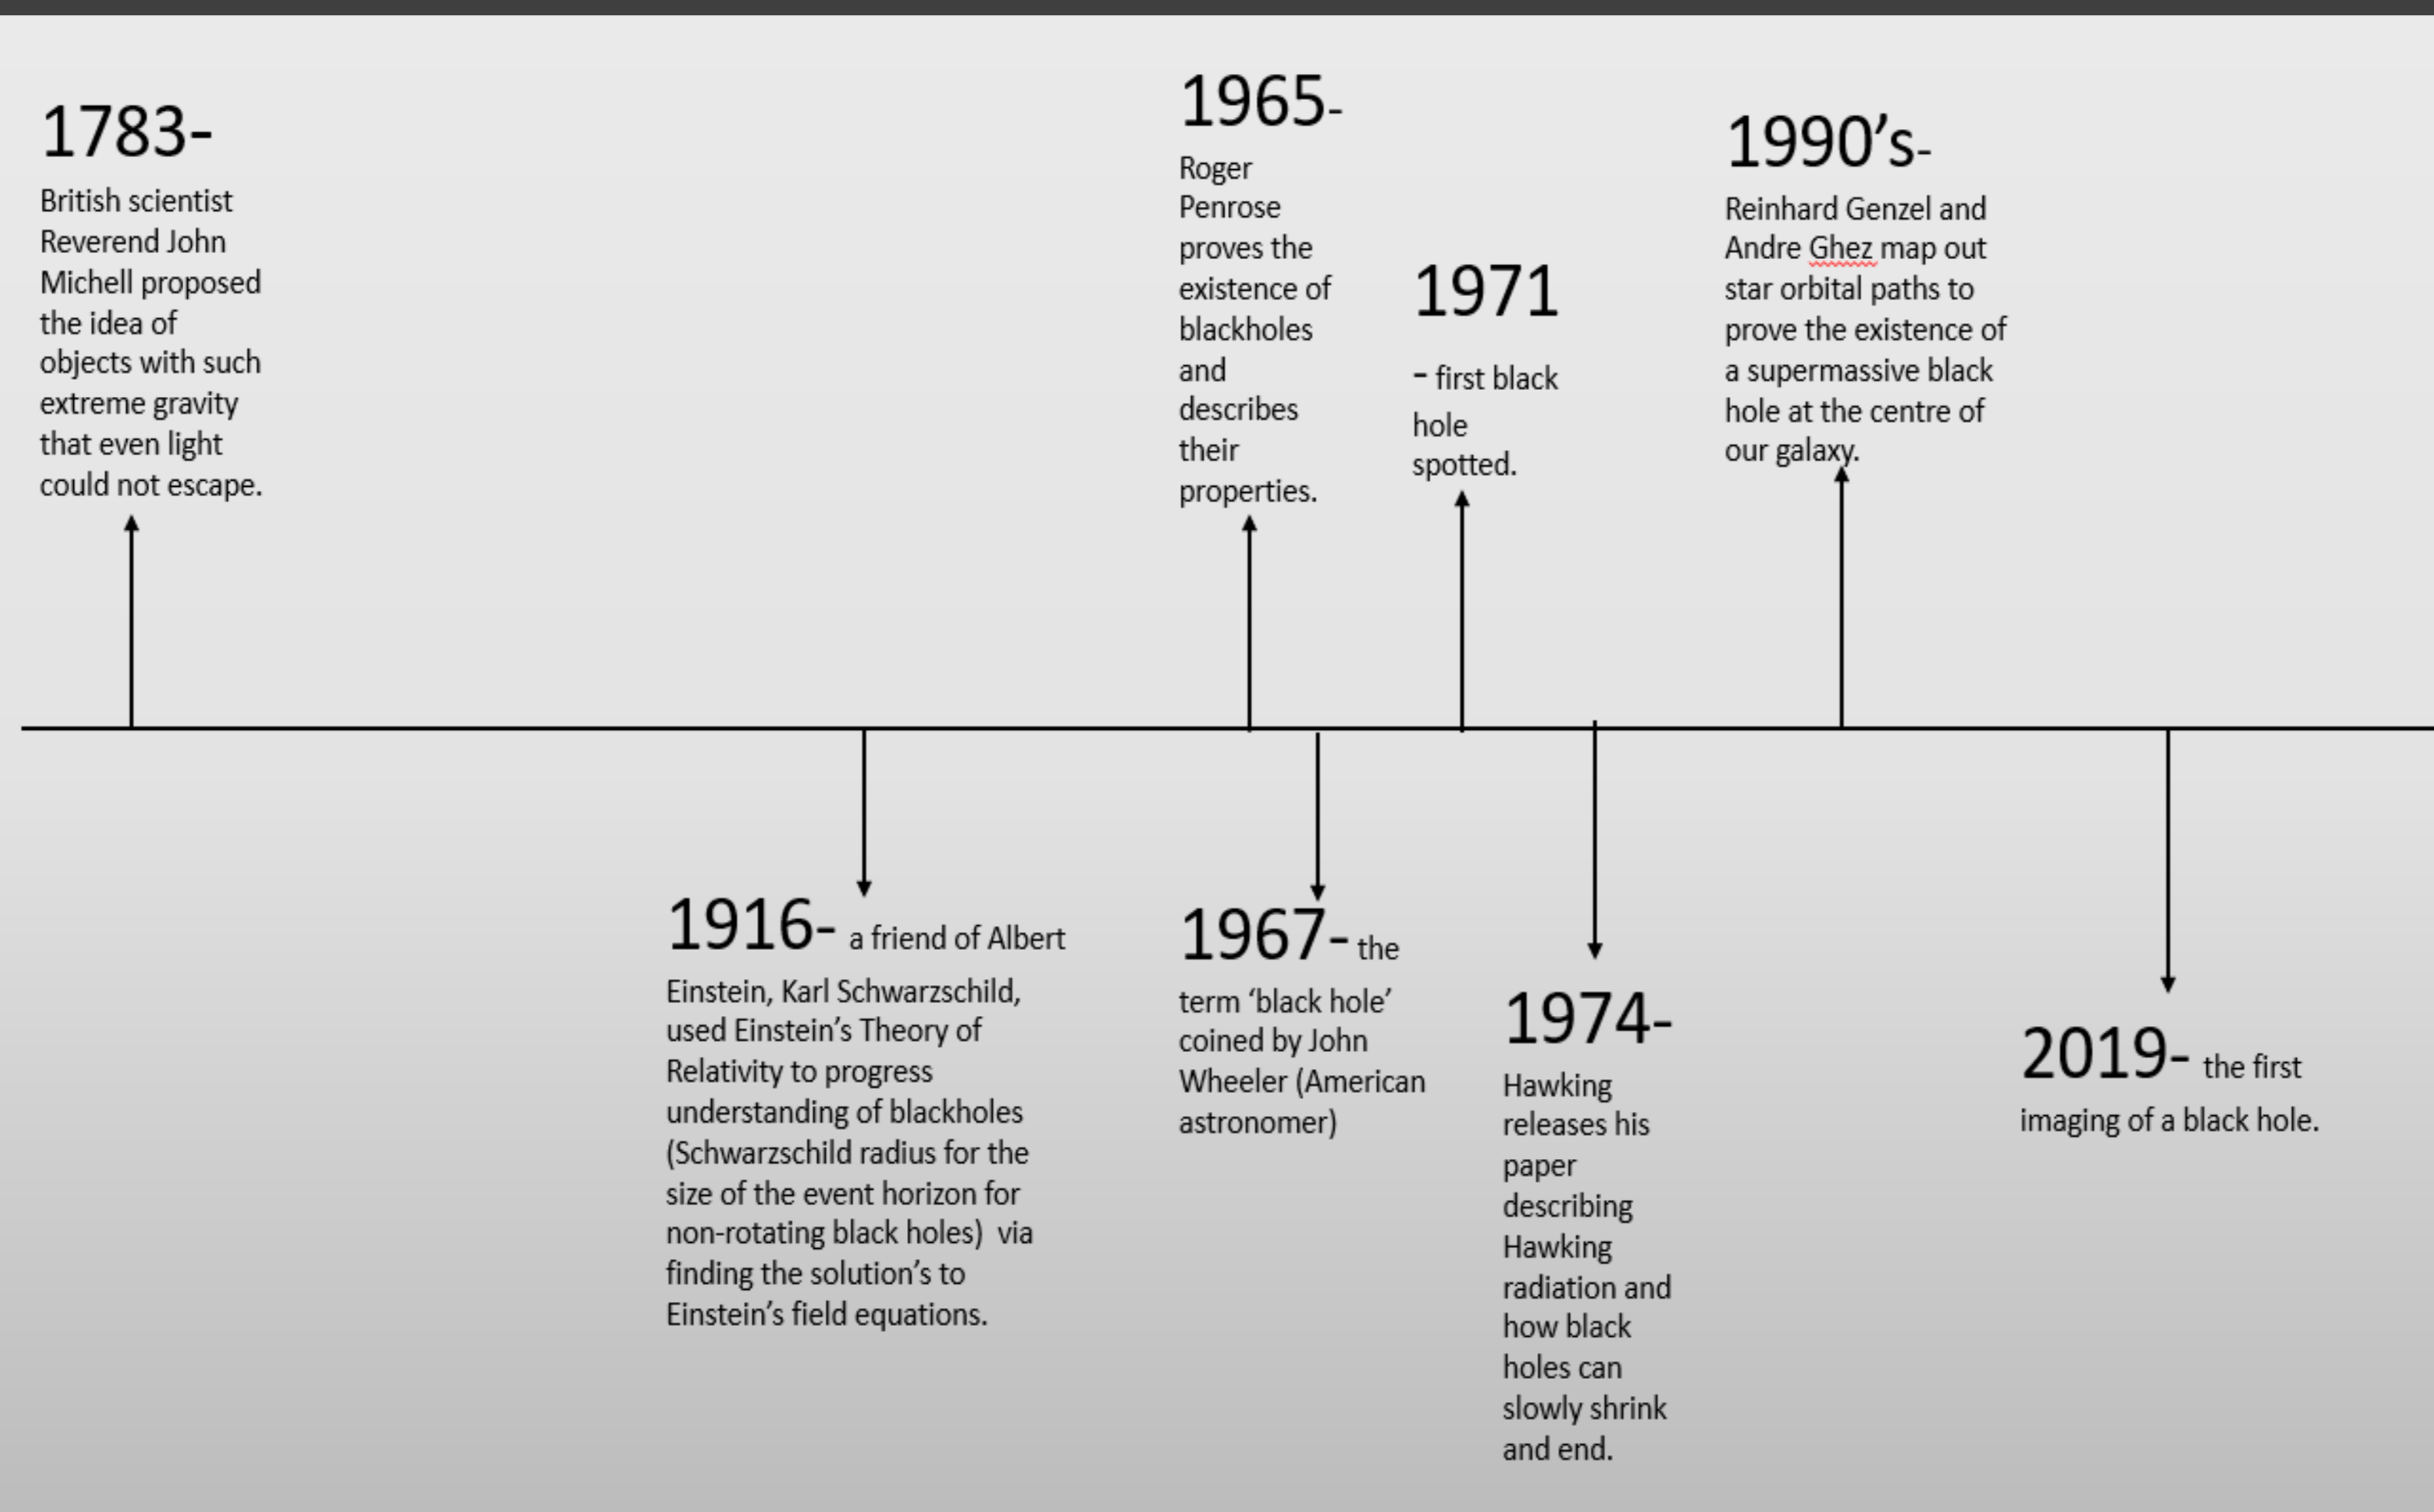 1783-
British scientist
Reverend John
Michell proposed
the idea of
objects with such
extreme gravity
that even light
could not escape.
1916- a friend of Albert
Einstein, Karl Schwarzschild,
used Einstein’s Theory of
Relativity to progress
understanding of blackholes
(Schwarzschild radius for the
size of the event horizon for
non-rotating black holes)  via
finding the solution’s to
Einstein’s field equations.
1965-
Roger
Penrose
proves the
existence of
blackholes
and
describes
their
properties.
1967- the
term ‘black hole’
coined by John
Wheeler (American
astronomer)
1971
- first black
hole
spotted.
1974-
Hawking
releases his
paper
describing
Hawking
radiation and
how black
holes can
slowly shrink
and end.
1990’s-
Reinhard Genzel and
Andre Ghez map out
star orbital paths to
prove the existence of
a supermassive black
hole at the centre of
our galaxy.
2019- the first
imaging of a black hole.